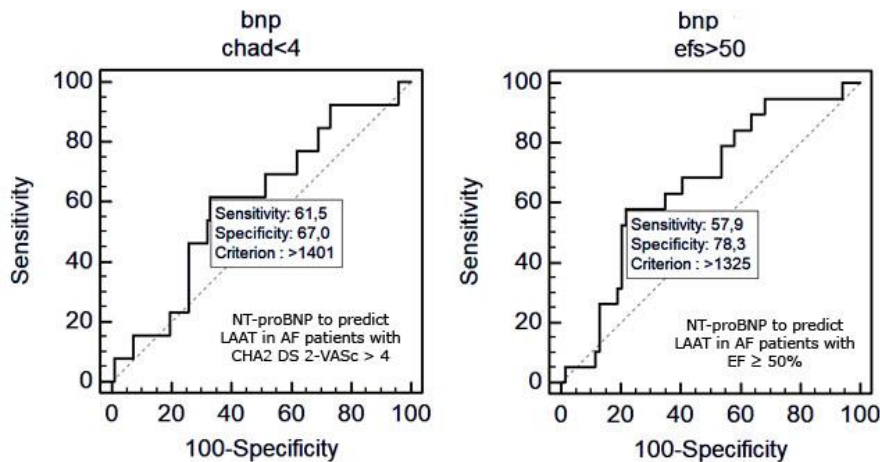 bnp
chad<4
Sensitivity
100
80
60
40
20
0
Sensitivity: 61,5
Specificity: 67,0
Criterion : >1401
NT-proBNP to predict
LAAT in AF patients with
CHA2 DS 2-VASc > 4
0 20 40 60 80 100
100-Specificity
bnp
efs>50
Sensitivity
100
80
60
40
20
0
Sensitivity: 57,9
Specificity: 78,3
Criterion : >1325
NT-proBNP to predict
LAAT in AF patients with
EF ≥ 50%
0 20 40 60 80 100
100-Specificity